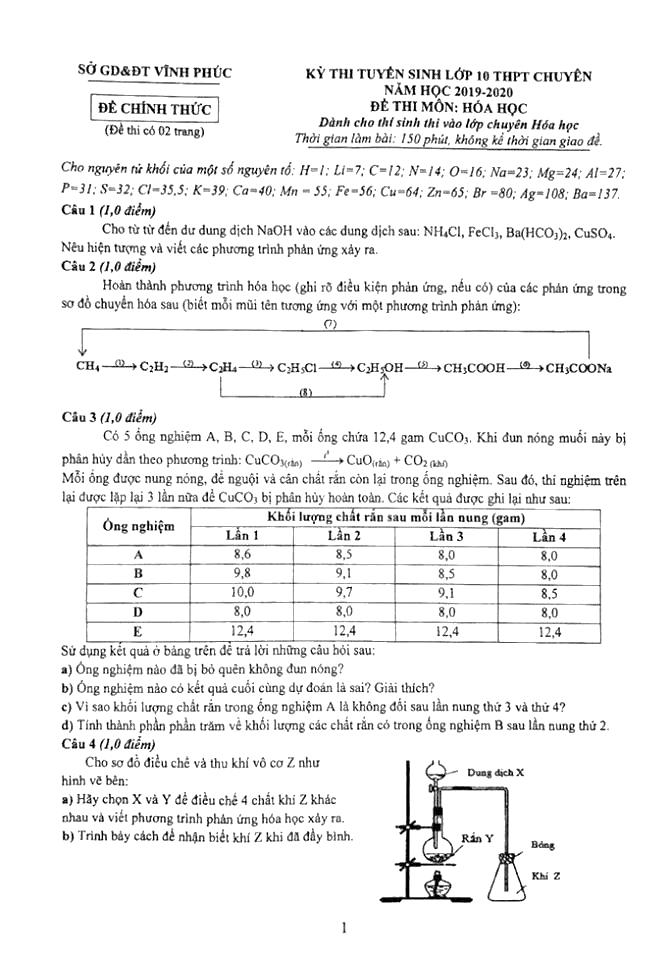 SỞ GD&ĐT VĨNH PHÚC
ĐỀ CHÍNH THỨC
(Đề thi có 02 trang)
KỲ THI TUYỂN SINH LỚP 10 THPT CHUYÊN
NĂM HỌC 2019-2020
ĐỀ THI MÔN: HÓA HỌC
Dành cho thí sinh thi vào lớp chuyên Hóa học
Thời gian làm bài: 150 phút, không kể thời gian giao đề.
Cho nguyên tử khối của một số nguyên tố: H=1; Li=7; C=12; N=14; O=16; Na=23; Mg=24; Al=27;
P=31; S=32; Cl=35,5; K=39; Ca=40; Mn = 55; Fe=56; Cu=64; Zn=65; Br =80; Ag=108; Ba=137.
Câu 1 (1,0 điểm)
Cho từ từ đến dư dung dịch NaOH vào các dung dịch sau: NH₄Cl, FeCl₃, Ba(HCO₃)₂, CuSO₄.
Nêu hiện tượng và viết các phương trình phản ứng xảy ra.
Câu 2 (1,0 điểm)
Hoàn thành phương trình hóa học (ghi rõ điều kiện phản ứng, nếu có) của các phản ứng trong
sơ đồ chuyển hóa sau (biết mỗi mũi tên tương ứng với một phương trình phản ứng):
(7)
CH₄ —(1)→ C₂H₂ —(2)→ C₂H₄ —(3)→ C₂H₅Cl —(4)→ C₂H₅OH —(5)→ CH₃COOH —(6)→ CH₃COONa
(8)
Câu 3 (1,0 điểm)
Có 5 ống nghiệm A, B, C, D, E, mỗi ống chứa 12,4 gam CuCO₃. Khi đun nóng muối này bị
phân hủy dần theo phương trình: CuCO₃(rắn) —t°→ CuO(rắn) + CO₂ (khí)
Mỗi ống được nung nóng, để nguội và cân chất rắn còn lại trong ống nghiệm. Sau đó, thí nghiệm trên
lại được lặp lại 3 lần nữa để CuCO₃ bị phân hủy hoàn toàn. Các kết quả được ghi lại như sau:
Ống nghiệm Khối lượng chất rắn sau mỗi lần nung (gam)
Lần 1 Lần 2 Lần 3 Lần 4
A 8,6 8,5 8,0 8,0
B 9,8 9,1 8,5 8,0
C 10,0 9,7 9,1 8,5
D 8,0 8,0 8,0 8,0
E 12,4 12,4 12,4 12,4
Sử dụng kết quả ở bảng trên để trả lời những câu hỏi sau:
a) Ống nghiệm nào đã bị bỏ quên không đun nóng?
b) Ống nghiệm nào có kết quả cuối cùng dự đoán là sai? Giải thích?
c) Vì sao khối lượng chất rắn trong ống nghiệm A là không đổi sau lần nung thứ 3 và thứ 4?
d) Tính thành phần phần trăm về khối lượng các chất rắn có trong ống nghiệm B sau lần nung thứ 2.
Câu 4 (1,0 điểm)
Cho sơ đồ điều chế và thu khí vô cơ Z như
hình vẽ bên:
a) Hãy chọn X và Y để điều chế 4 chất khí Z khác
nhau và viết phương trình phản ứng hóa học xảy ra.
b) Trình bày cách để nhận biết khí Z khi đã đầy bình.
Dung dịch X
Rắn Y
Bông
Khí Z
1